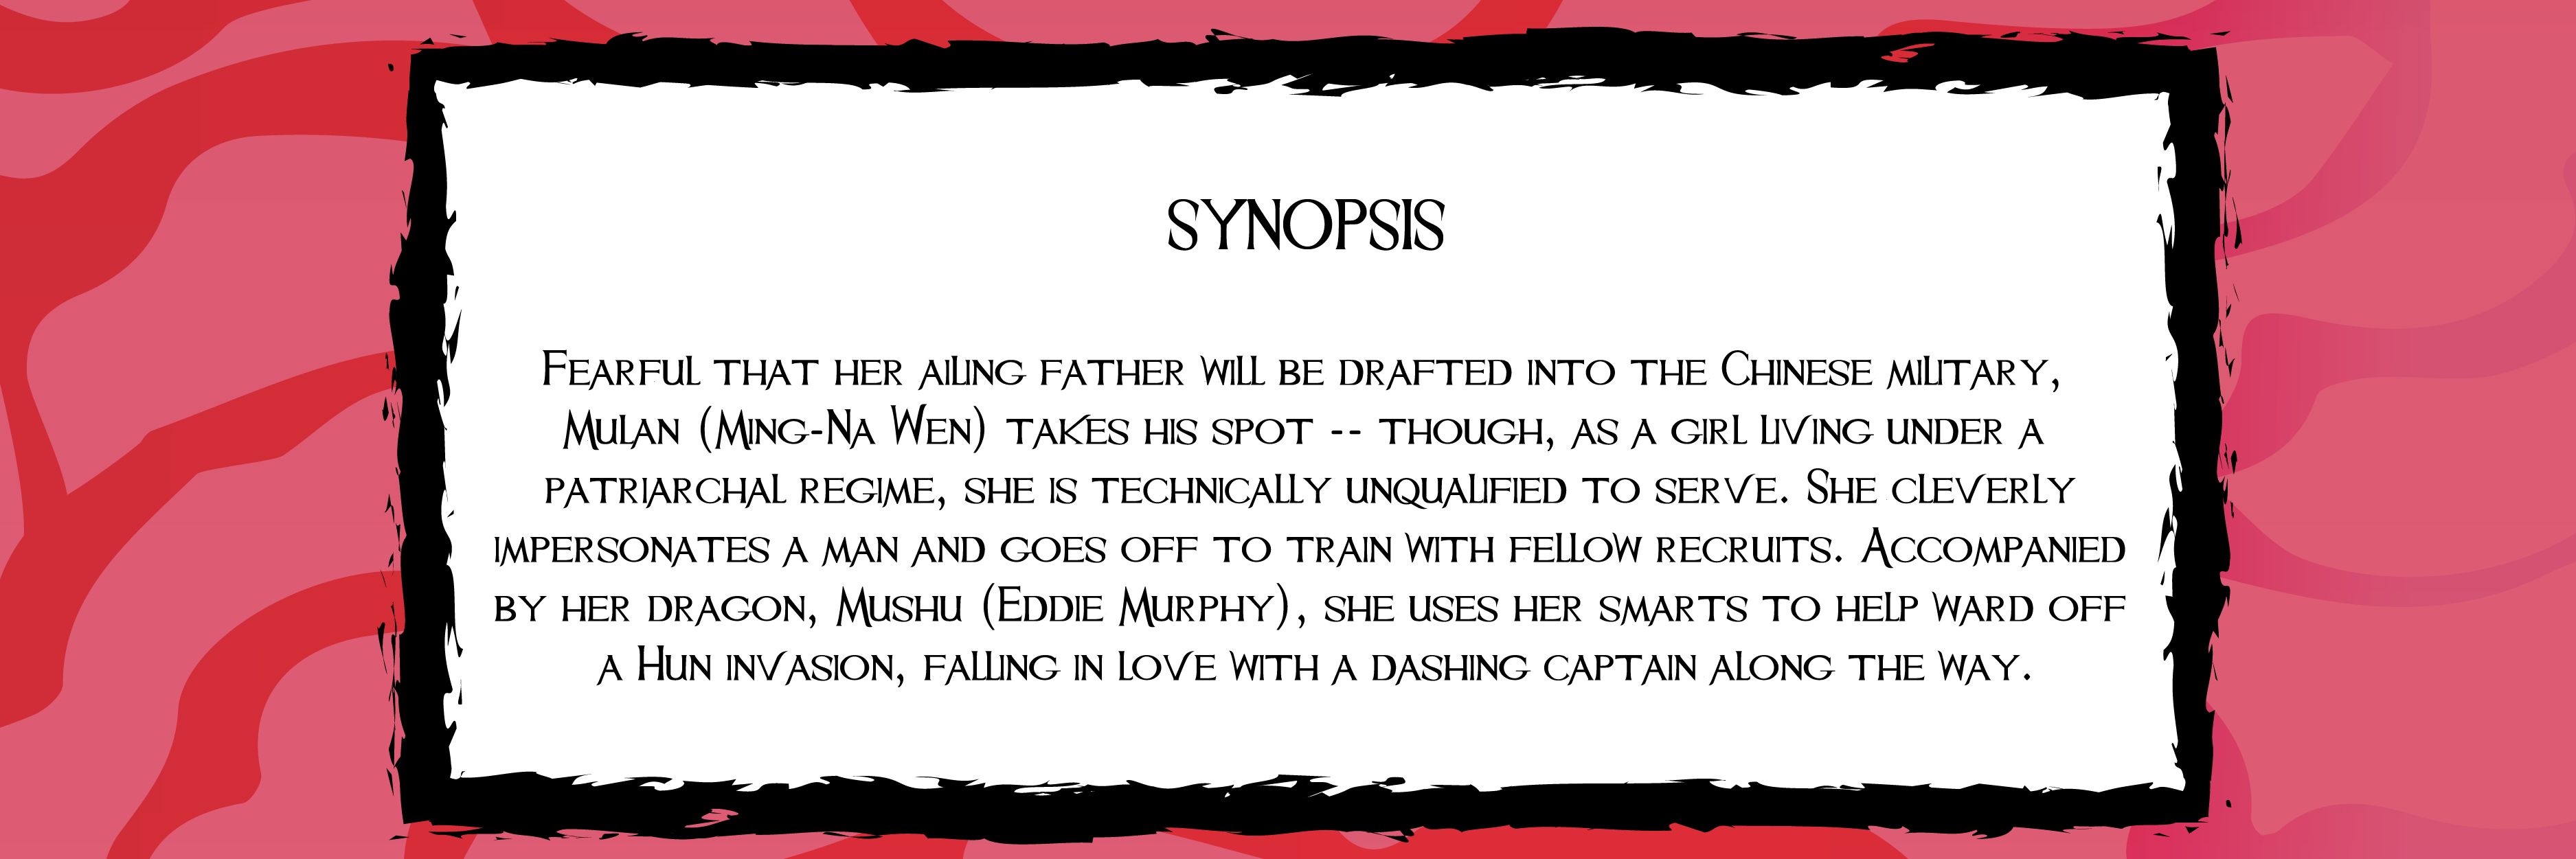 SYNOPSIS
Fearful that her ailing father will be drafted into the Chinese military,
Mulan (Ming-Na Wen) takes his spot -- though, as a girl living under a
patriarchal regime, she is technically unqualified to serve. She cleverly
impersonates a man and goes off to train with fellow recruits. Accompanied
by her dragon, Mushu (Eddie Murphy), she uses her smarts to help ward off
a Hun invasion, falling in love with a dashing captain along the way.